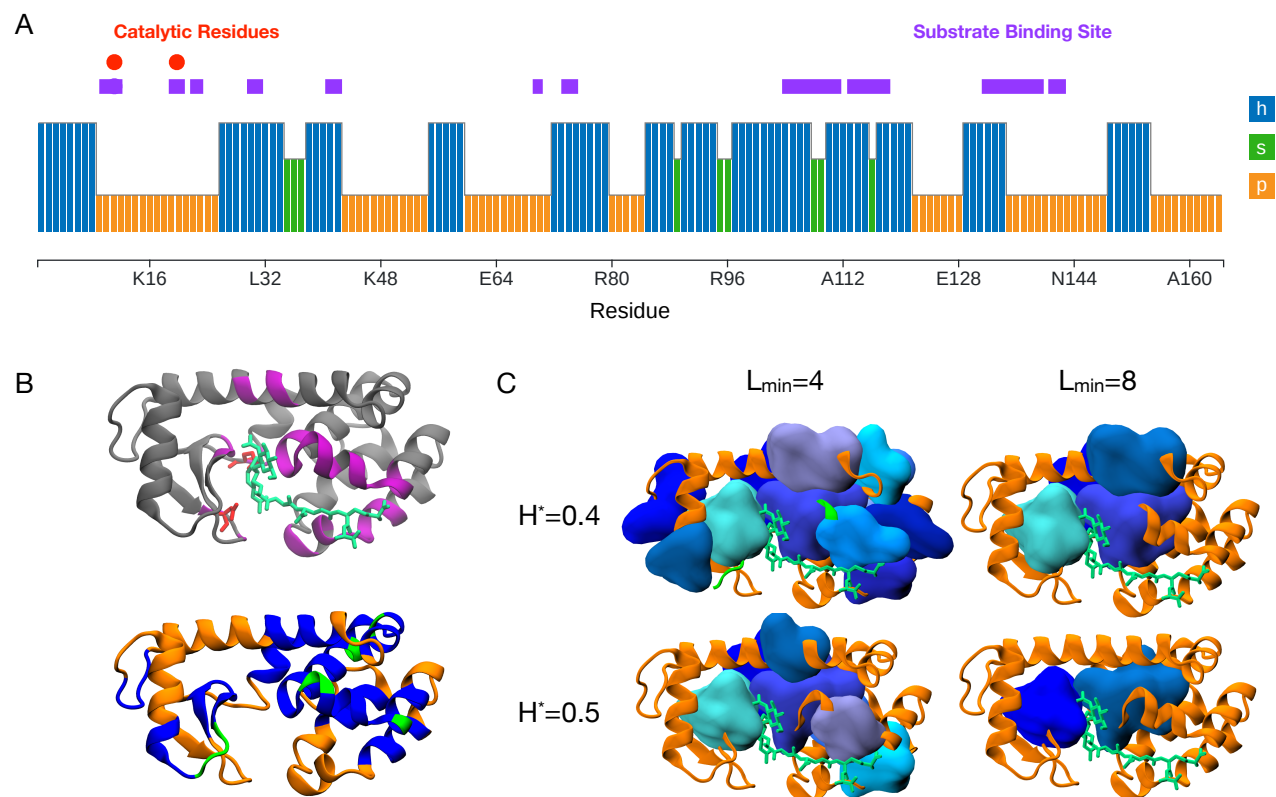 A
Catalytic Residues
Substrate Binding Site
h
s
p
K16 L32 K48 E64 R80 R96 A112 E128 N144 A160
Residue
B
C
Lmin=4
Lmin=8
H*=0.4
H*=0.5